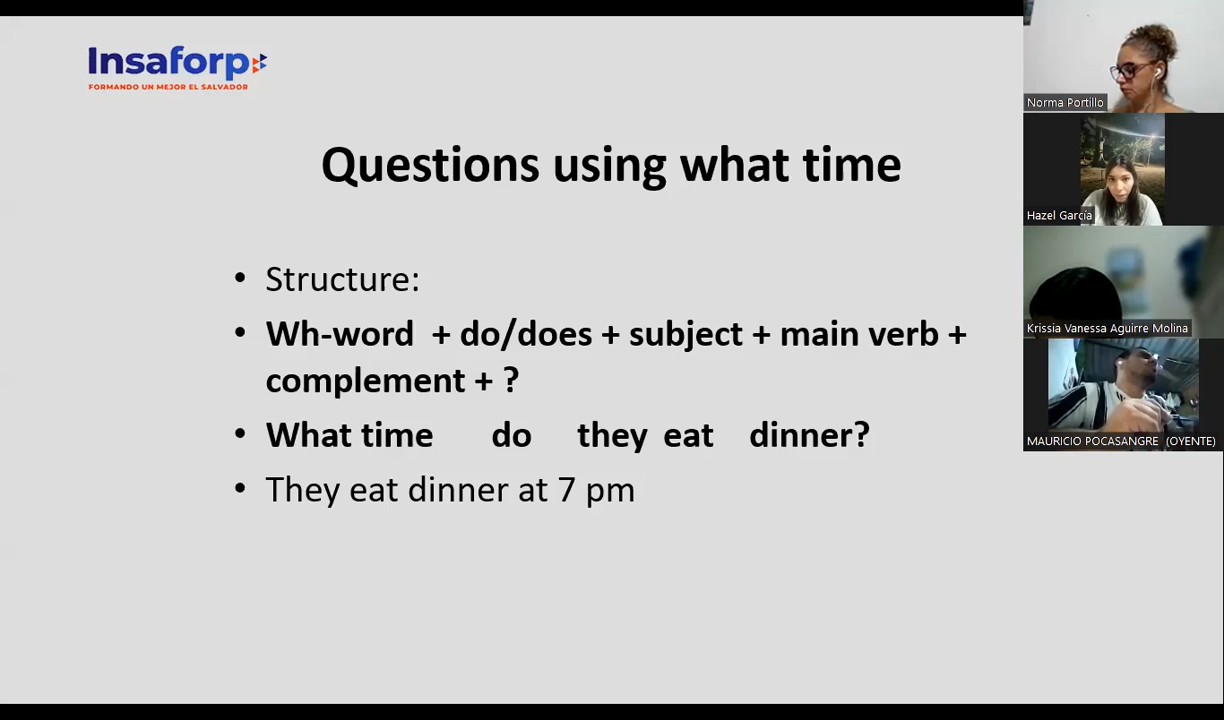 Insaforp
FORMANDO UN MEJOR EL SALVADOR
Questions using what time
• Structure:
• Wh-word + do/does + subject + main verb +
complement + ?
• What time do they eat dinner?
• They eat dinner at 7 pm
Norma Portillo
Hazel García
Krissia Vanessa Aguirre Molina
MAURICIO POCASANGRE (OYENTE)